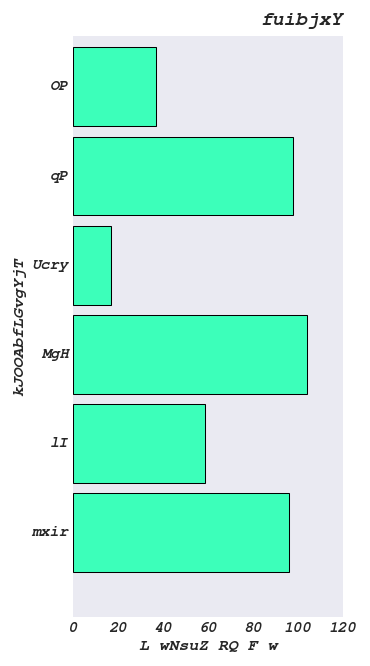 fuibjxY
OP
qP
Ucry
MgH
lI
mxir
kJOOAbfLGvgYjT
0 20 40 60 80 100 120
L wNsuZ RQ F w